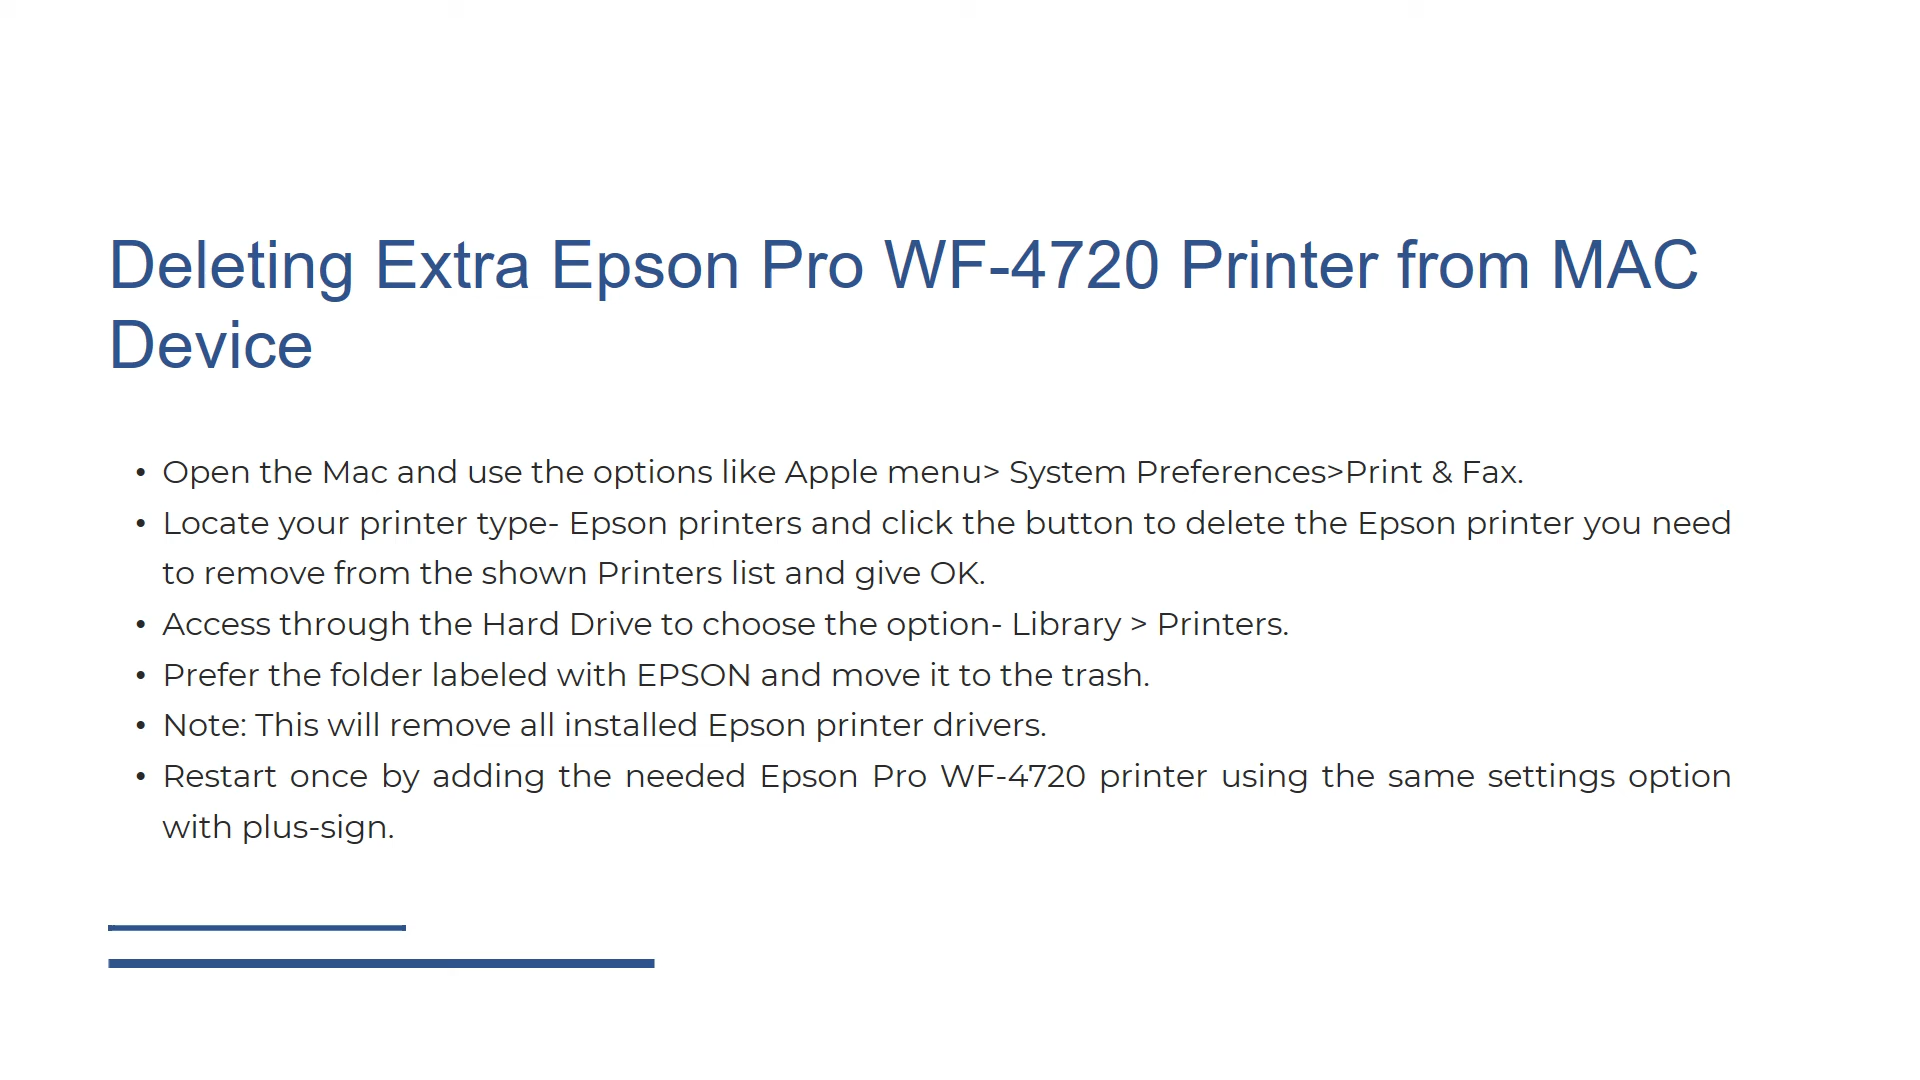 Deleting Extra Epson Pro WF-4720 Printer from MAC
Device
• Open the Mac and use the options like Apple menu> System Preferences>Print & Fax.
• Locate your printer type- Epson printers and click the button to delete the Epson printer you need
to remove from the shown Printers list and give OK.
• Access through the Hard Drive to choose the option- Library > Printers.
• Prefer the folder labeled with EPSON and move it to the trash.
• Note: This will remove all installed Epson printer drivers.
• Restart once by adding the needed Epson Pro WF-4720 printer using the same settings option
with plus-sign.